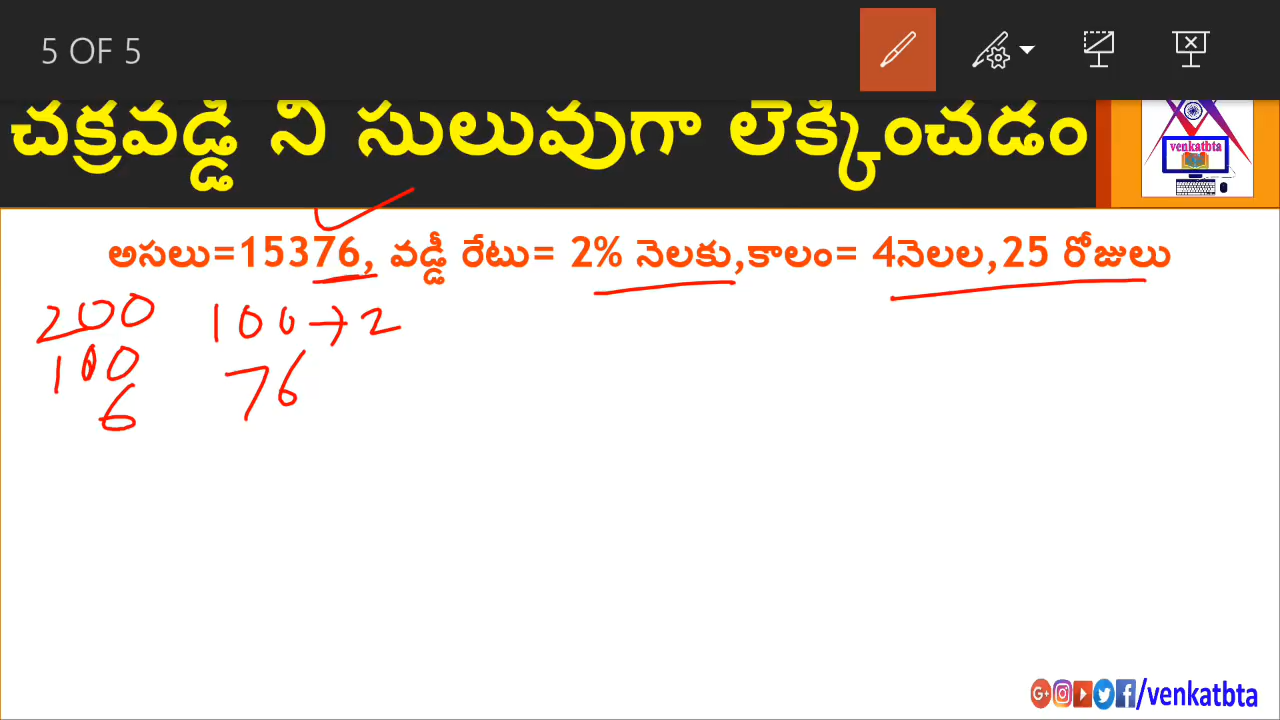 5 OF 5
చక్రవడ్డీ ని సులువుగా లెక్కించడం
venkatbta
అసలు=15376, వడ్డీ రేటు= 2% నెలకు,కాలం= 4నెలల,25 రోజులు
200 100→2
100 76
6
/venkatbta